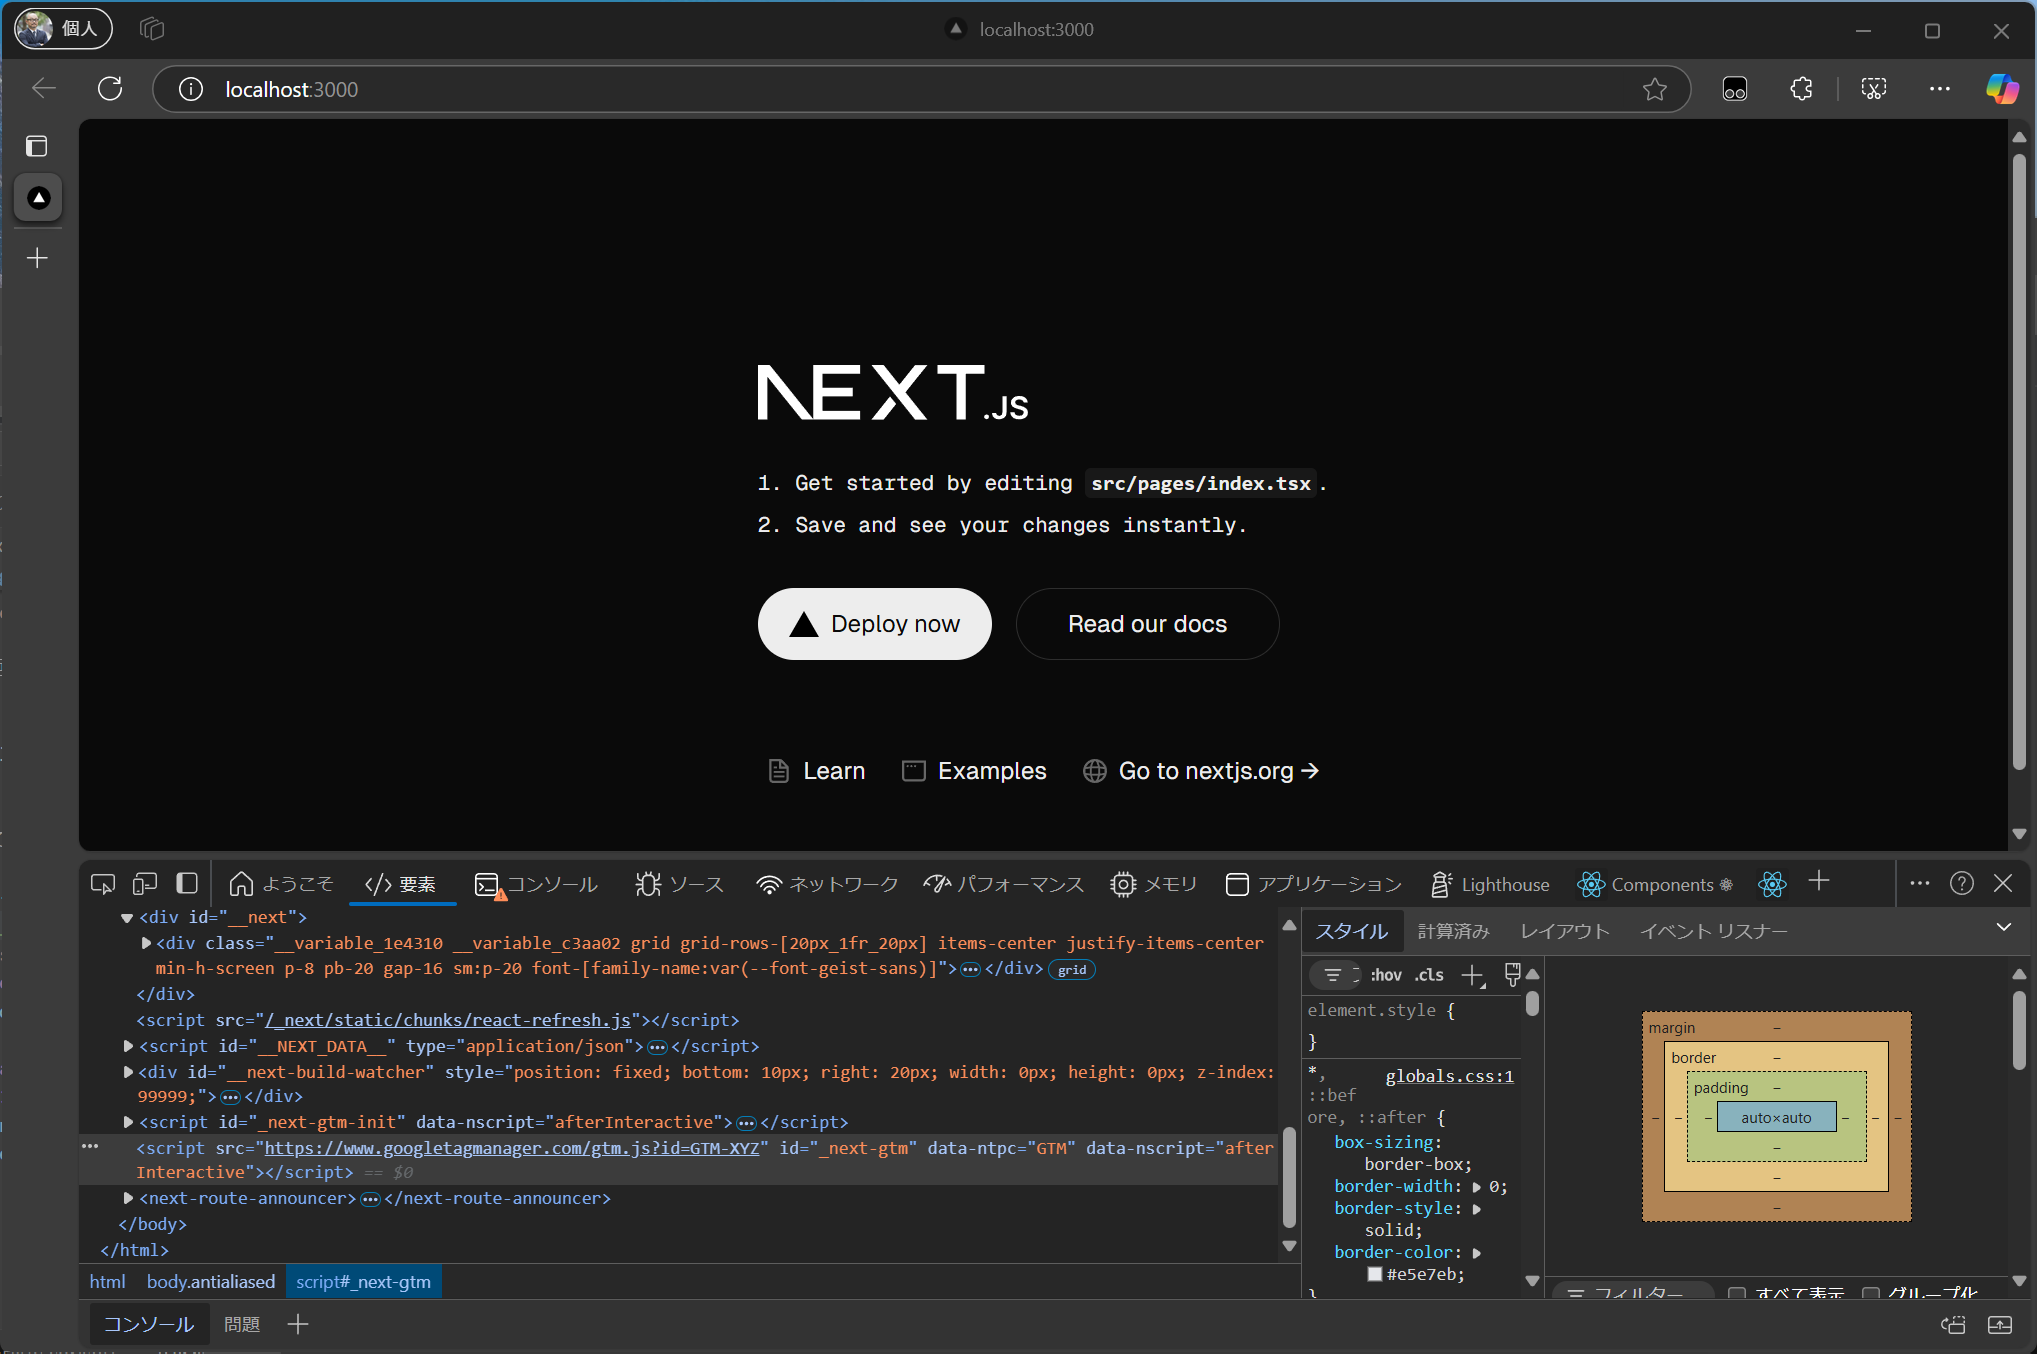 個人
localhost:3000
localhost:3000
NEXT.JS
1. Get started by editing src/pages/index.tsx.
2. Save and see your changes instantly.
Deploy now
Read our docs
Learn
Examples
Go to nextjs.org →
ようこそ
</> 要素
コンソール
ソース
ネットワーク
パフォーマンス
メモリ
アプリケーション
Lighthouse
Components ⚛
<div id="__next">
<div class="__variable_1e4310 __variable_c3aa02 grid grid-rows-[20px_1fr_20px] items-center justify-items-center
min-h-screen p-8 pb-20 gap-16 sm:p-20 font-[family-name:var(--font-geist-sans)]">…</div> grid
</div>
<script src="/_next/static/chunks/react-refresh.js"></script>
<script id="__NEXT_DATA__" type="application/json">…</script>
<div id="__next-build-watcher" style="position: fixed; bottom: 10px; right: 20px; width: 0px; height: 0px; z-index:
99999;">…</div>
<script id="_next-gtm-init" data-nscript="afterInteractive">…</script>
<script src="https://www.googletagmanager.com/gtm.js?id=GTM-XYZ" id="_next-gtm" data-ntpc="GTM" data-nscript="after
Interactive"></script> == $0
<next-route-announcer>…</next-route-announcer>
</body>
</html>
html
body.antialiased
script#_next-gtm
スタイル
計算済み
レイアウト
イベント リスナー
:hov .cls
element.style {
}
*,
globals.css:1
::bef
ore, ::after {
box-sizing:
border-box;
border-width: 0;
border-style:
solid;
border-color:
#e5e7eb;
}
margin –
border –
padding –
– – – auto×auto – – –
–
–
–
フィルター
すべて表示
グループ化
コンソール
問題